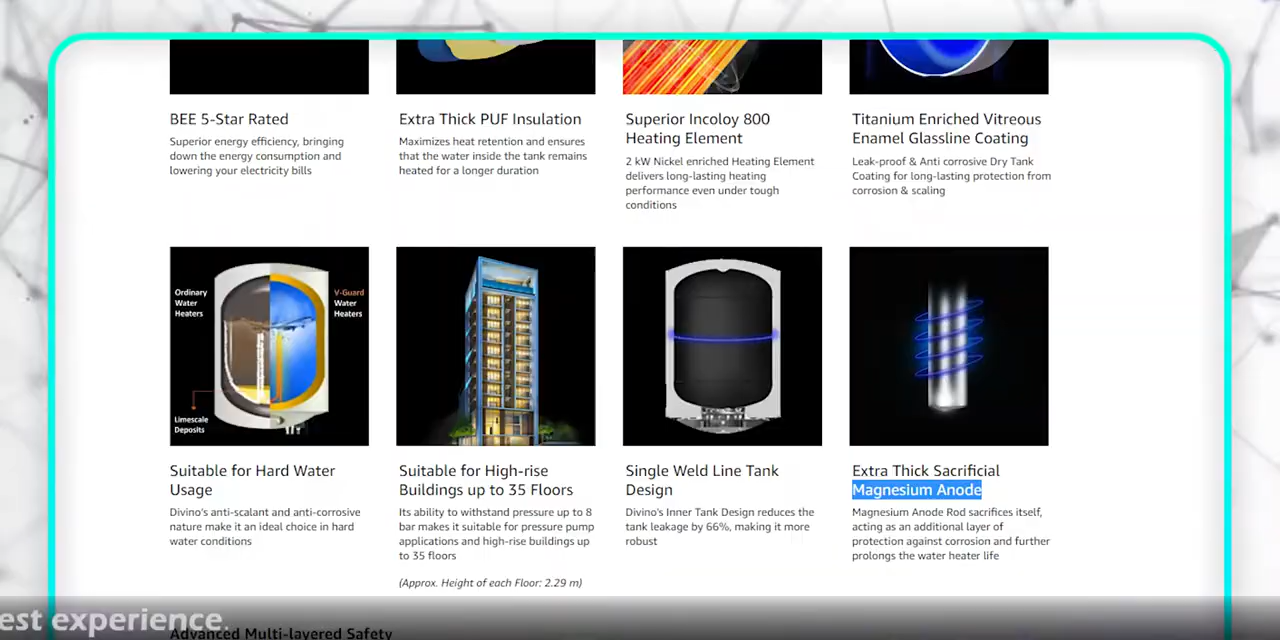 BEE 5-Star Rated
Superior energy efficiency, bringing
down the energy consumption and
lowering your electricity bills
Extra Thick PUF Insulation
Maximizes heat retention and ensures
that the water inside the tank remains
heated for a longer duration
Superior Incoloy 800
Heating Element
2 kW Nickel enriched Heating Element
delivers long-lasting heating
performance even under tough
conditions
Titanium Enriched Vitreous
Enamel Glassline Coating
Leak-proof & Anti corrosive Dry Tank
Coating for long-lasting protection from
corrosion & scaling
Ordinary
Water
Heaters
V-Guard
Water
Heaters
Limescale
Deposits
Suitable for Hard Water
Usage
Divino's anti-scalant and anti-corrosive
nature make it an ideal choice in hard
water conditions
Suitable for High-rise
Buildings up to 35 Floors
Its ability to withstand pressure up to 8
bar makes it suitable for pressure pump
applications and high-rise buildings up
to 35 floors
(Approx. Height of each Floor: 2.29 m)
Single Weld Line Tank
Design
Divino's Inner Tank Design reduces the
tank leakage by 66%, making it more
robust
Extra Thick Sacrificial
Magnesium Anode
Magnesium Anode Rod sacrifices itself,
acting as an additional layer of
protection against corrosion and further
prolongs the water heater life
est experience.
Advanced Multi-layered Safety